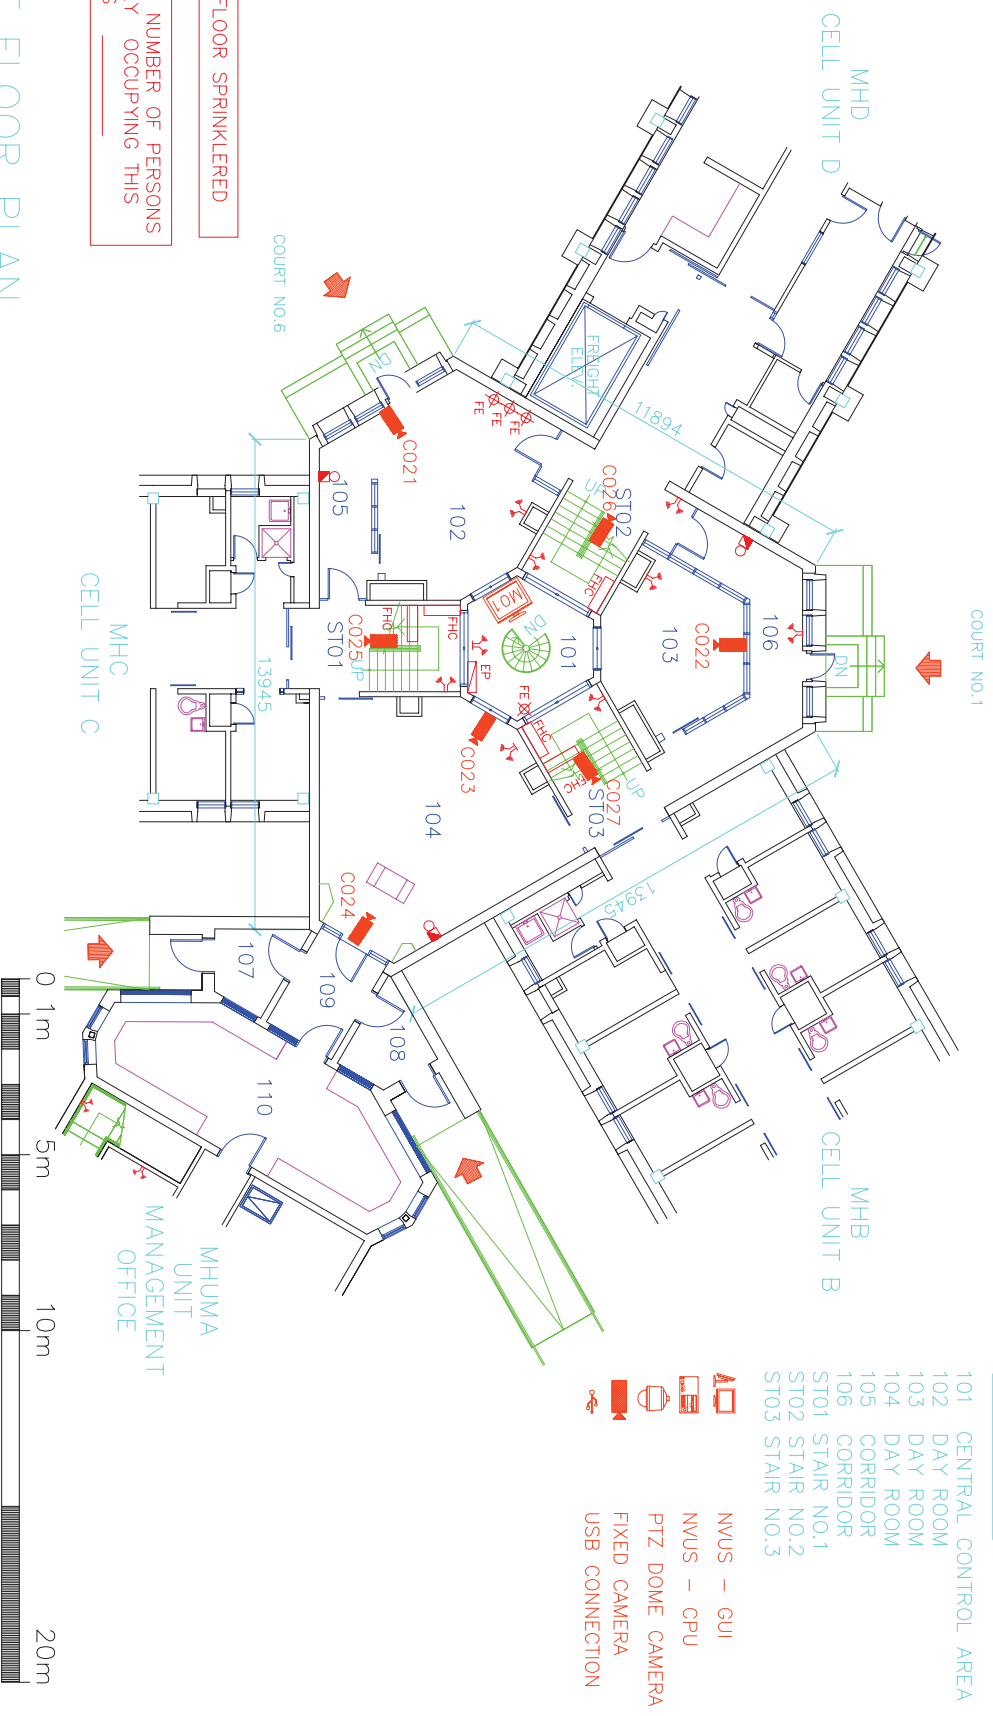 101 CENTRAL CONTROL AREA
102 DAY ROOM
103 DAY ROOM
104 DAY ROOM
105 CORRIDOR
106 CORRIDOR
ST01 STAIR NO.1
ST02 STAIR NO.2
ST03 STAIR NO.3
NVUS – GUI
NVUS – CPU
PTZ DOME CAMERA
FIXED CAMERA
USB CONNECTION
COURT NO.1
MHD
CELL UNIT D
MHB
CELL UNIT B
FREIGHT
ELEV.
11894
106
DN
C022
103
ST02
C026
UP
FHC
M01
DN
101
EP
FE
FHC
FHC
UP
C027
ST03
13945
FE
FE
FE
C021
DN
COURT NO.6
102
105
FHC
FHC
C025
UP
ST01
C023
104
C024
13945
MHC
CELL UNIT C
107
109
108
110
MHUMA
UNIT
MANAGEMENT
OFFICE
FLOOR SPRINKLERED
NUMBER OF PERSONS
OCCUPYING THIS
FLOOR PLAN
0 1m 5m 10m 20m